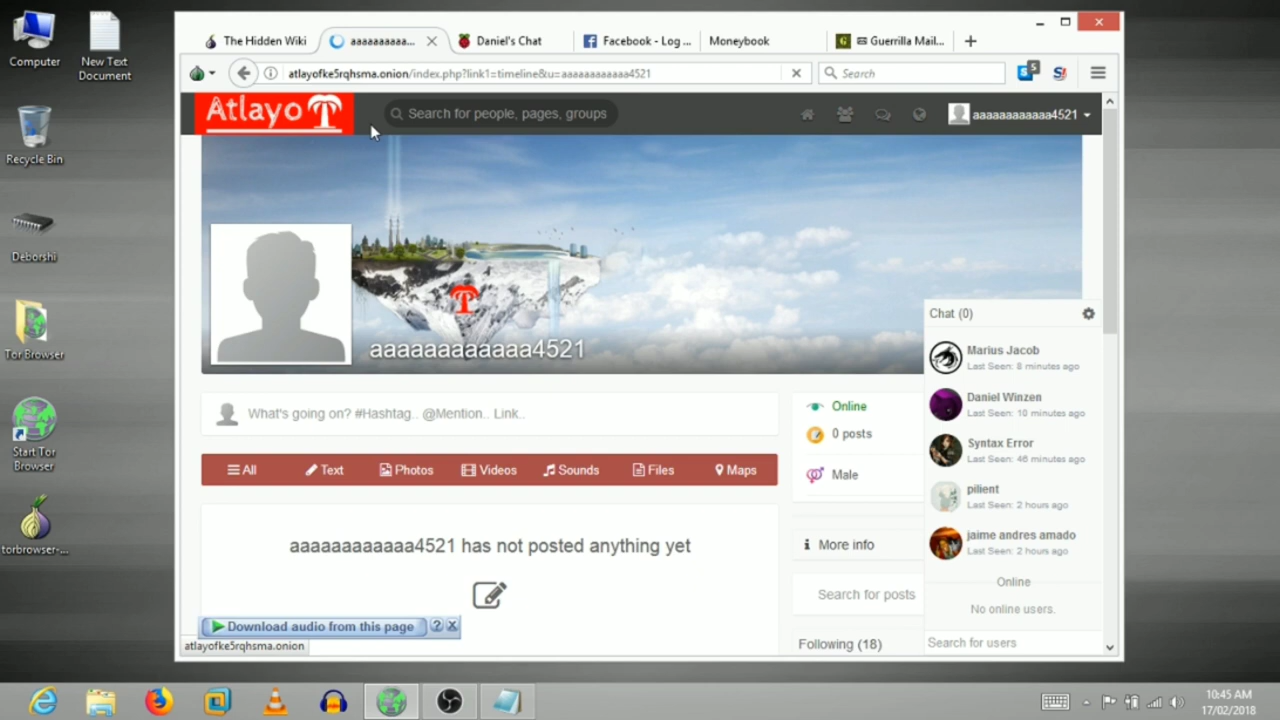 Computer
New Text
Document
Recycle Bin
Deborshi
Tor Browser
Start Tor
Browser
torbrowser-...
The Hidden Wiki
aaaaaaaaaa...
Daniel's Chat
Facebook - Log ...
Moneybook
Guerrilla Mail...
atlayofke5rqhsma.onion/index.php?link1=timeline&u=aaaaaaaaaaaa4521
Search
5
Atlayo
Search for people, pages, groups
aaaaaaaaaaaa4521
aaaaaaaaaaaa4521
What's going on? #Hashtag.. @Mention.. Link..
All
Text
Photos
Videos
Sounds
Files
Maps
aaaaaaaaaaaa4521 has not posted anything yet
Online
0 posts
Male
More info
Search for posts
Following (18)
Chat (0)
Marius Jacob
Last Seen: 8 minutes ago
Daniel Winzen
Last Seen: 10 minutes ago
Syntax Error
Last Seen: 46 minutes ago
pilient
Last Seen: 2 hours ago
jaime andres amado
Last Seen: 2 hours ago
Online
No online users.
Search for users
Download audio from this page
?
atlayofke5rqhsma.onion
10:45 AM
17/02/2018